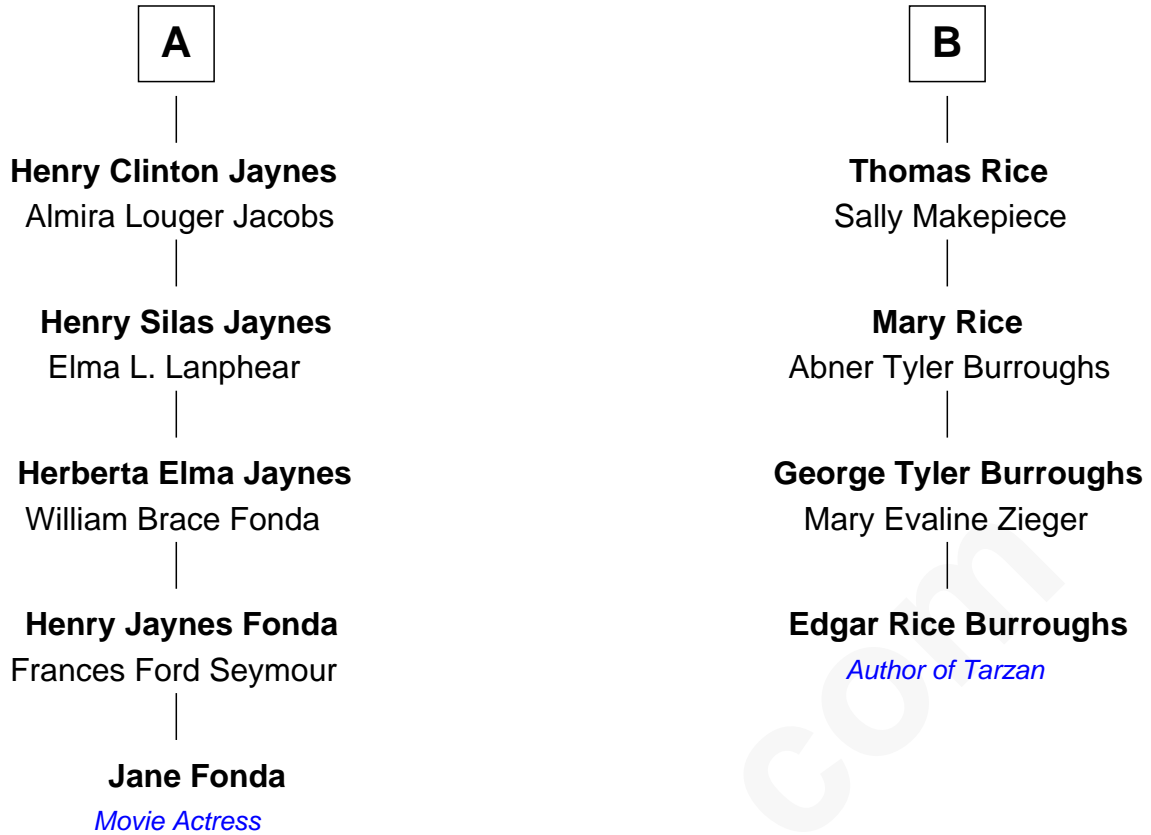 A
Henry Clinton Jaynes
Almira Louger Jacobs
Henry Silas Jaynes
Elma L. Lanphear
Herberta Elma Jaynes
William Brace Fonda
Henry Jaynes Fonda
Frances Ford Seymour
Jane Fonda
Movie Actress
B
Thomas Rice
Sally Makepiece
Mary Rice
Abner Tyler Burroughs
George Tyler Burroughs
Mary Evaline Zieger
Edgar Rice Burroughs
Author of Tarzan
com